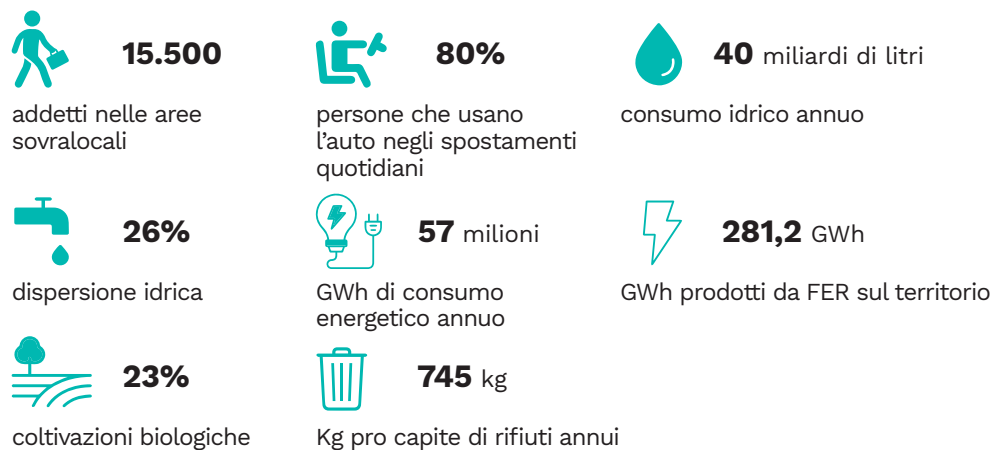 15.500
addetti nelle aree
sovralocali
80%
persone che usano
l'auto negli spostamenti
quotidiani
40 miliardi di litri
consumo idrico annuo
26%
dispersione idrica
57 milioni
GWh di consumo
energetico annuo
281,2 GWh
GWh prodotti da FER sul territorio
23%
coltivazioni biologiche
745 kg
Kg pro capite di rifiuti annui